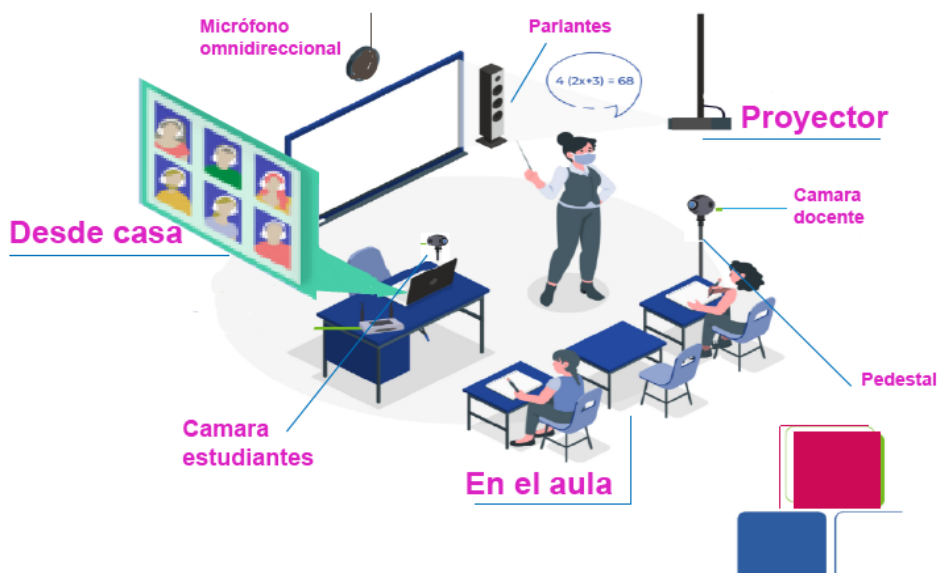 Micrófono
omnidireccional
Parlantes
4 (2x+3) = 68
Proyector
Camara
docente
Desde casa
Pedestal
Camara
estudiantes
En el aula